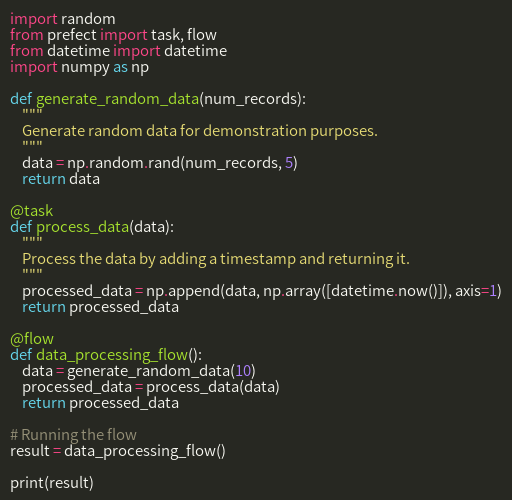 import random
from prefect import task, flow
from datetime import datetime
import numpy as np

def generate_random_data(num_records):
    """
    Generate random data for demonstration purposes.
    """
    data = np.random.rand(num_records, 5)
    return data

@task
def process_data(data):
    """
    Process the data by adding a timestamp and returning it.
    """
    processed_data = np.append(data, np.array([datetime.now()]), axis=1)
    return processed_data

@flow
def data_processing_flow():
    data = generate_random_data(10)
    processed_data = process_data(data)
    return processed_data

# Running the flow
result = data_processing_flow()

print(result)